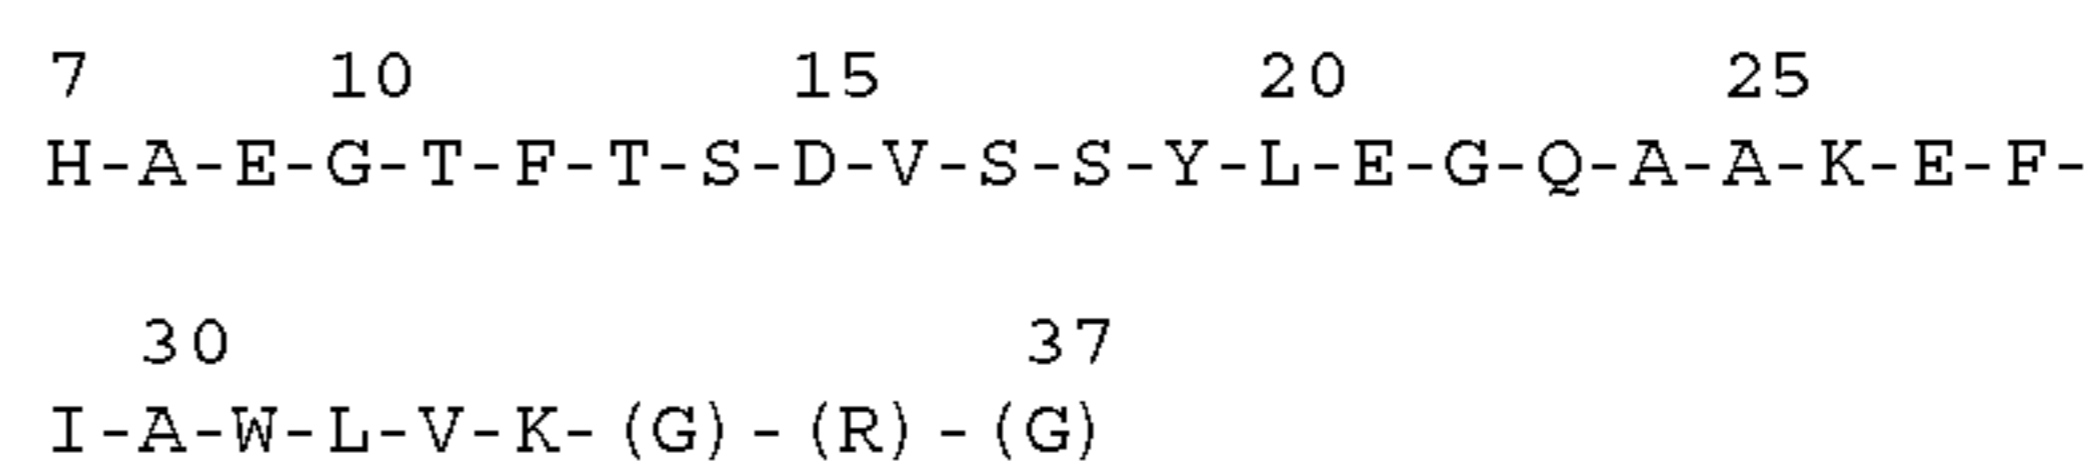 7 10 15 20 25
H-A-E-G-T-F-T-S-D-V-S-S-Y-L-E-G-Q-A-A-K-E-F-
30 37
I-A-W-L-V-K-(G)-(R)-(G)